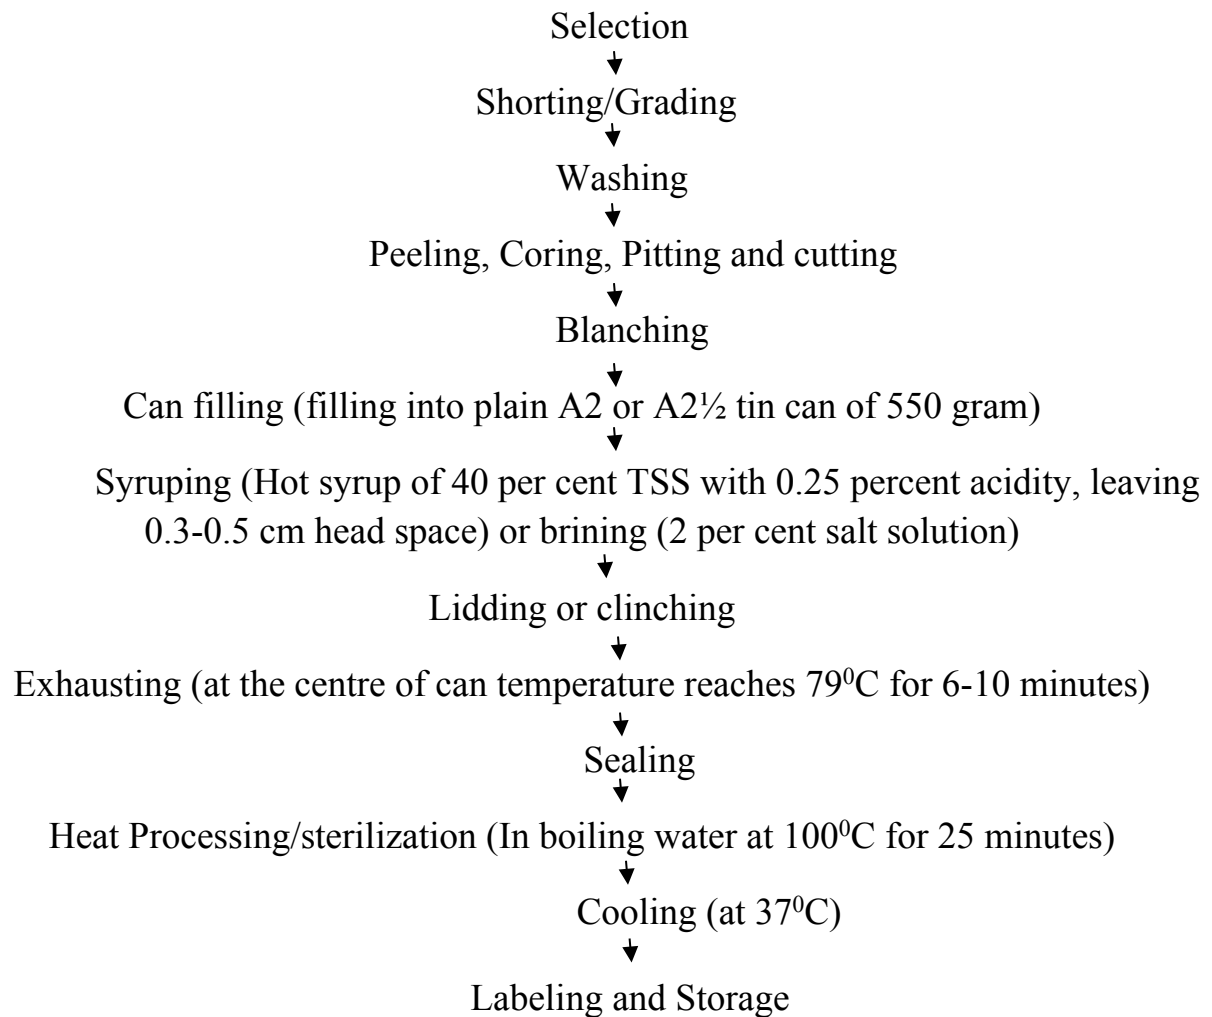 Selection
Shorting/Grading
Washing
Peeling, Coring, Pitting and cutting
Blanching
Can filling (filling into plain A2 or A2½ tin can of 550 gram)
Syruping (Hot syrup of 40 per cent TSS with 0.25 percent acidity, leaving
0.3-0.5 cm head space) or brining (2 per cent salt solution)
Lidding or clinching
Exhausting (at the centre of can temperature reaches 79⁰C for 6-10 minutes)
Sealing
Heat Processing/sterilization (In boiling water at 100⁰C for 25 minutes)
Cooling (at 37⁰C)
Labeling and Storage